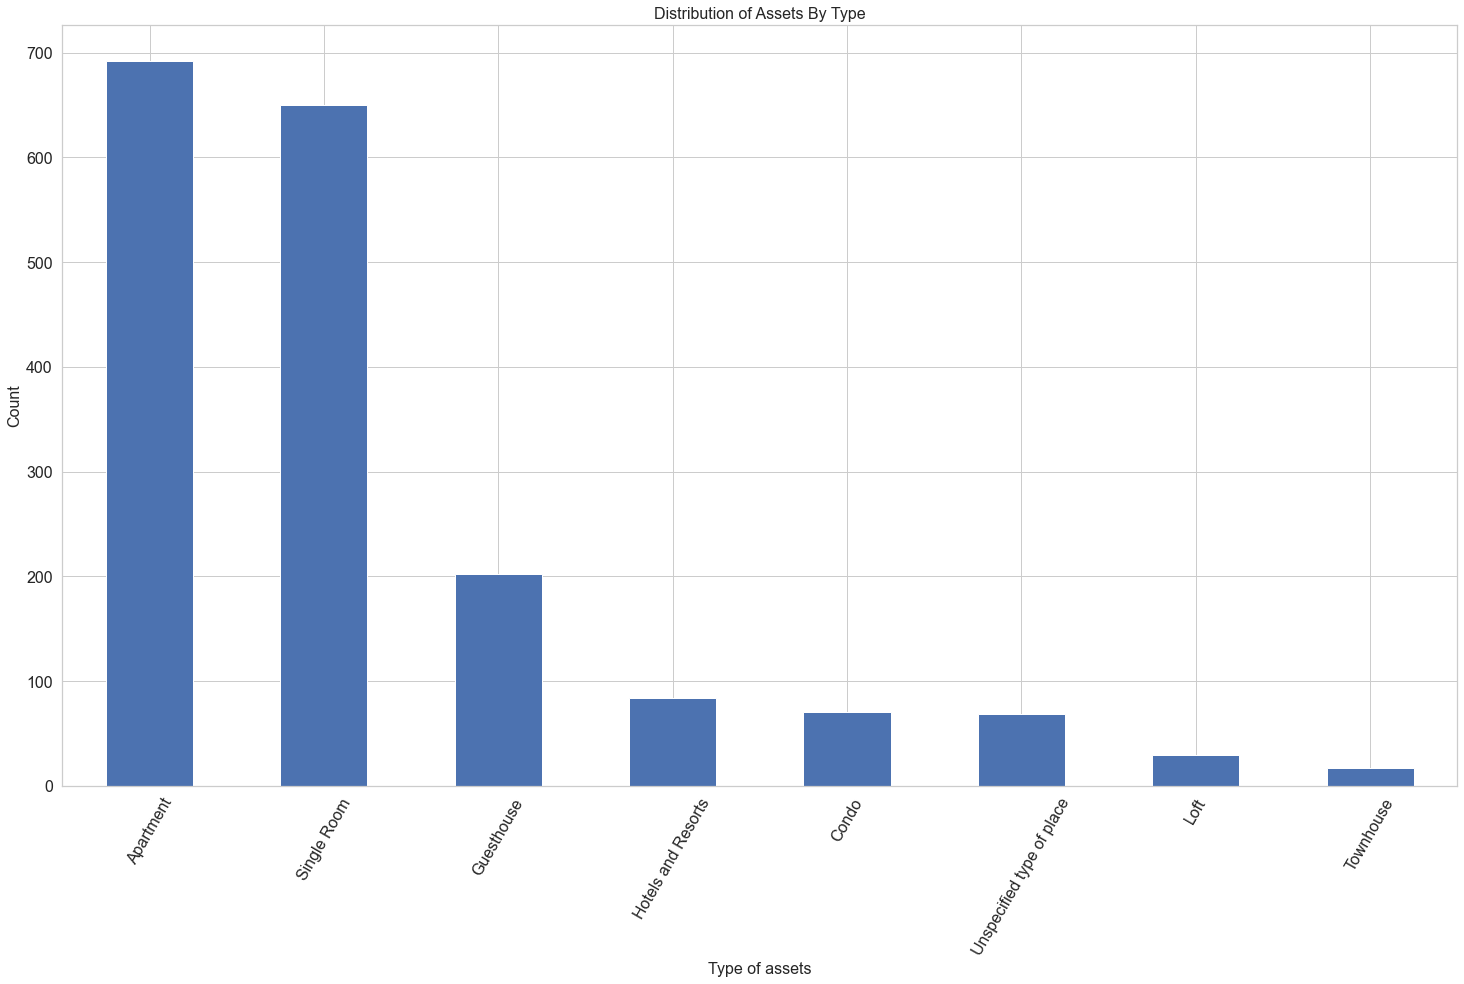 Distribution of Assets By Type
Count
700
600
500
400
300
200
100
0
Apartment
Single Room
Guesthouse
Hotels and Resorts
Condo
Unspecified type of place
Loft
Townhouse
Type of assets